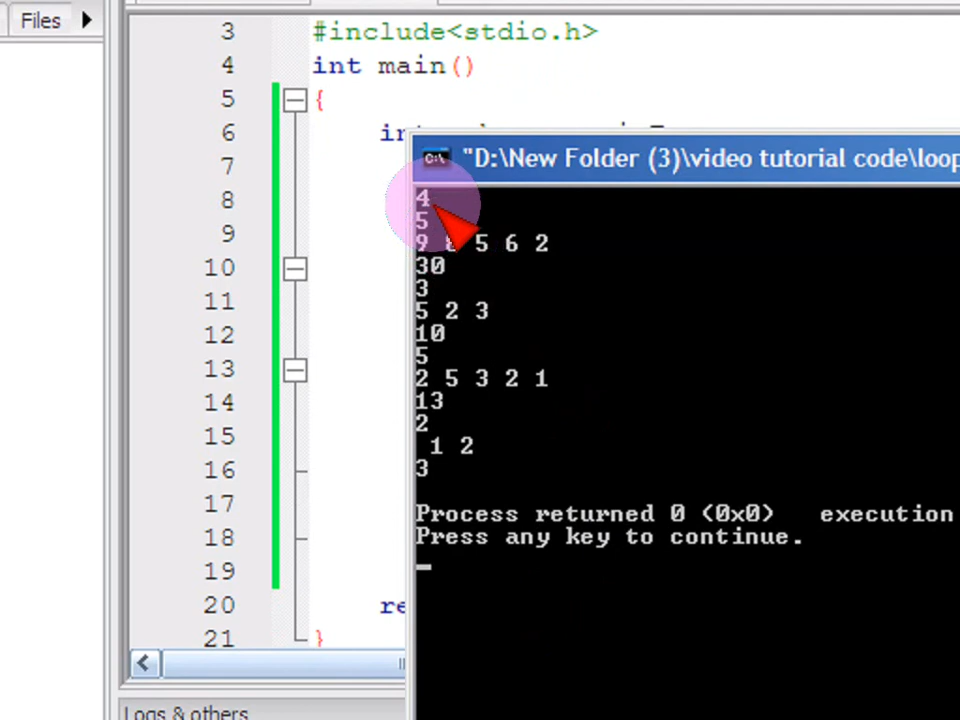 Files
3 #include<stdio.h>
4 int main()
5 {
6
7
8
9
10
11
12
13
14
15
16
17
18
19
20
21 }
"D:\New Folder (3)\video tutorial code\loop
4
5
9 8 5 6 2
30
3
5 2 3
10
5
2 5 3 2 1
13
2
1 2
3
Process returned 0 (0x0) execution
Press any key to continue.
Logs & others